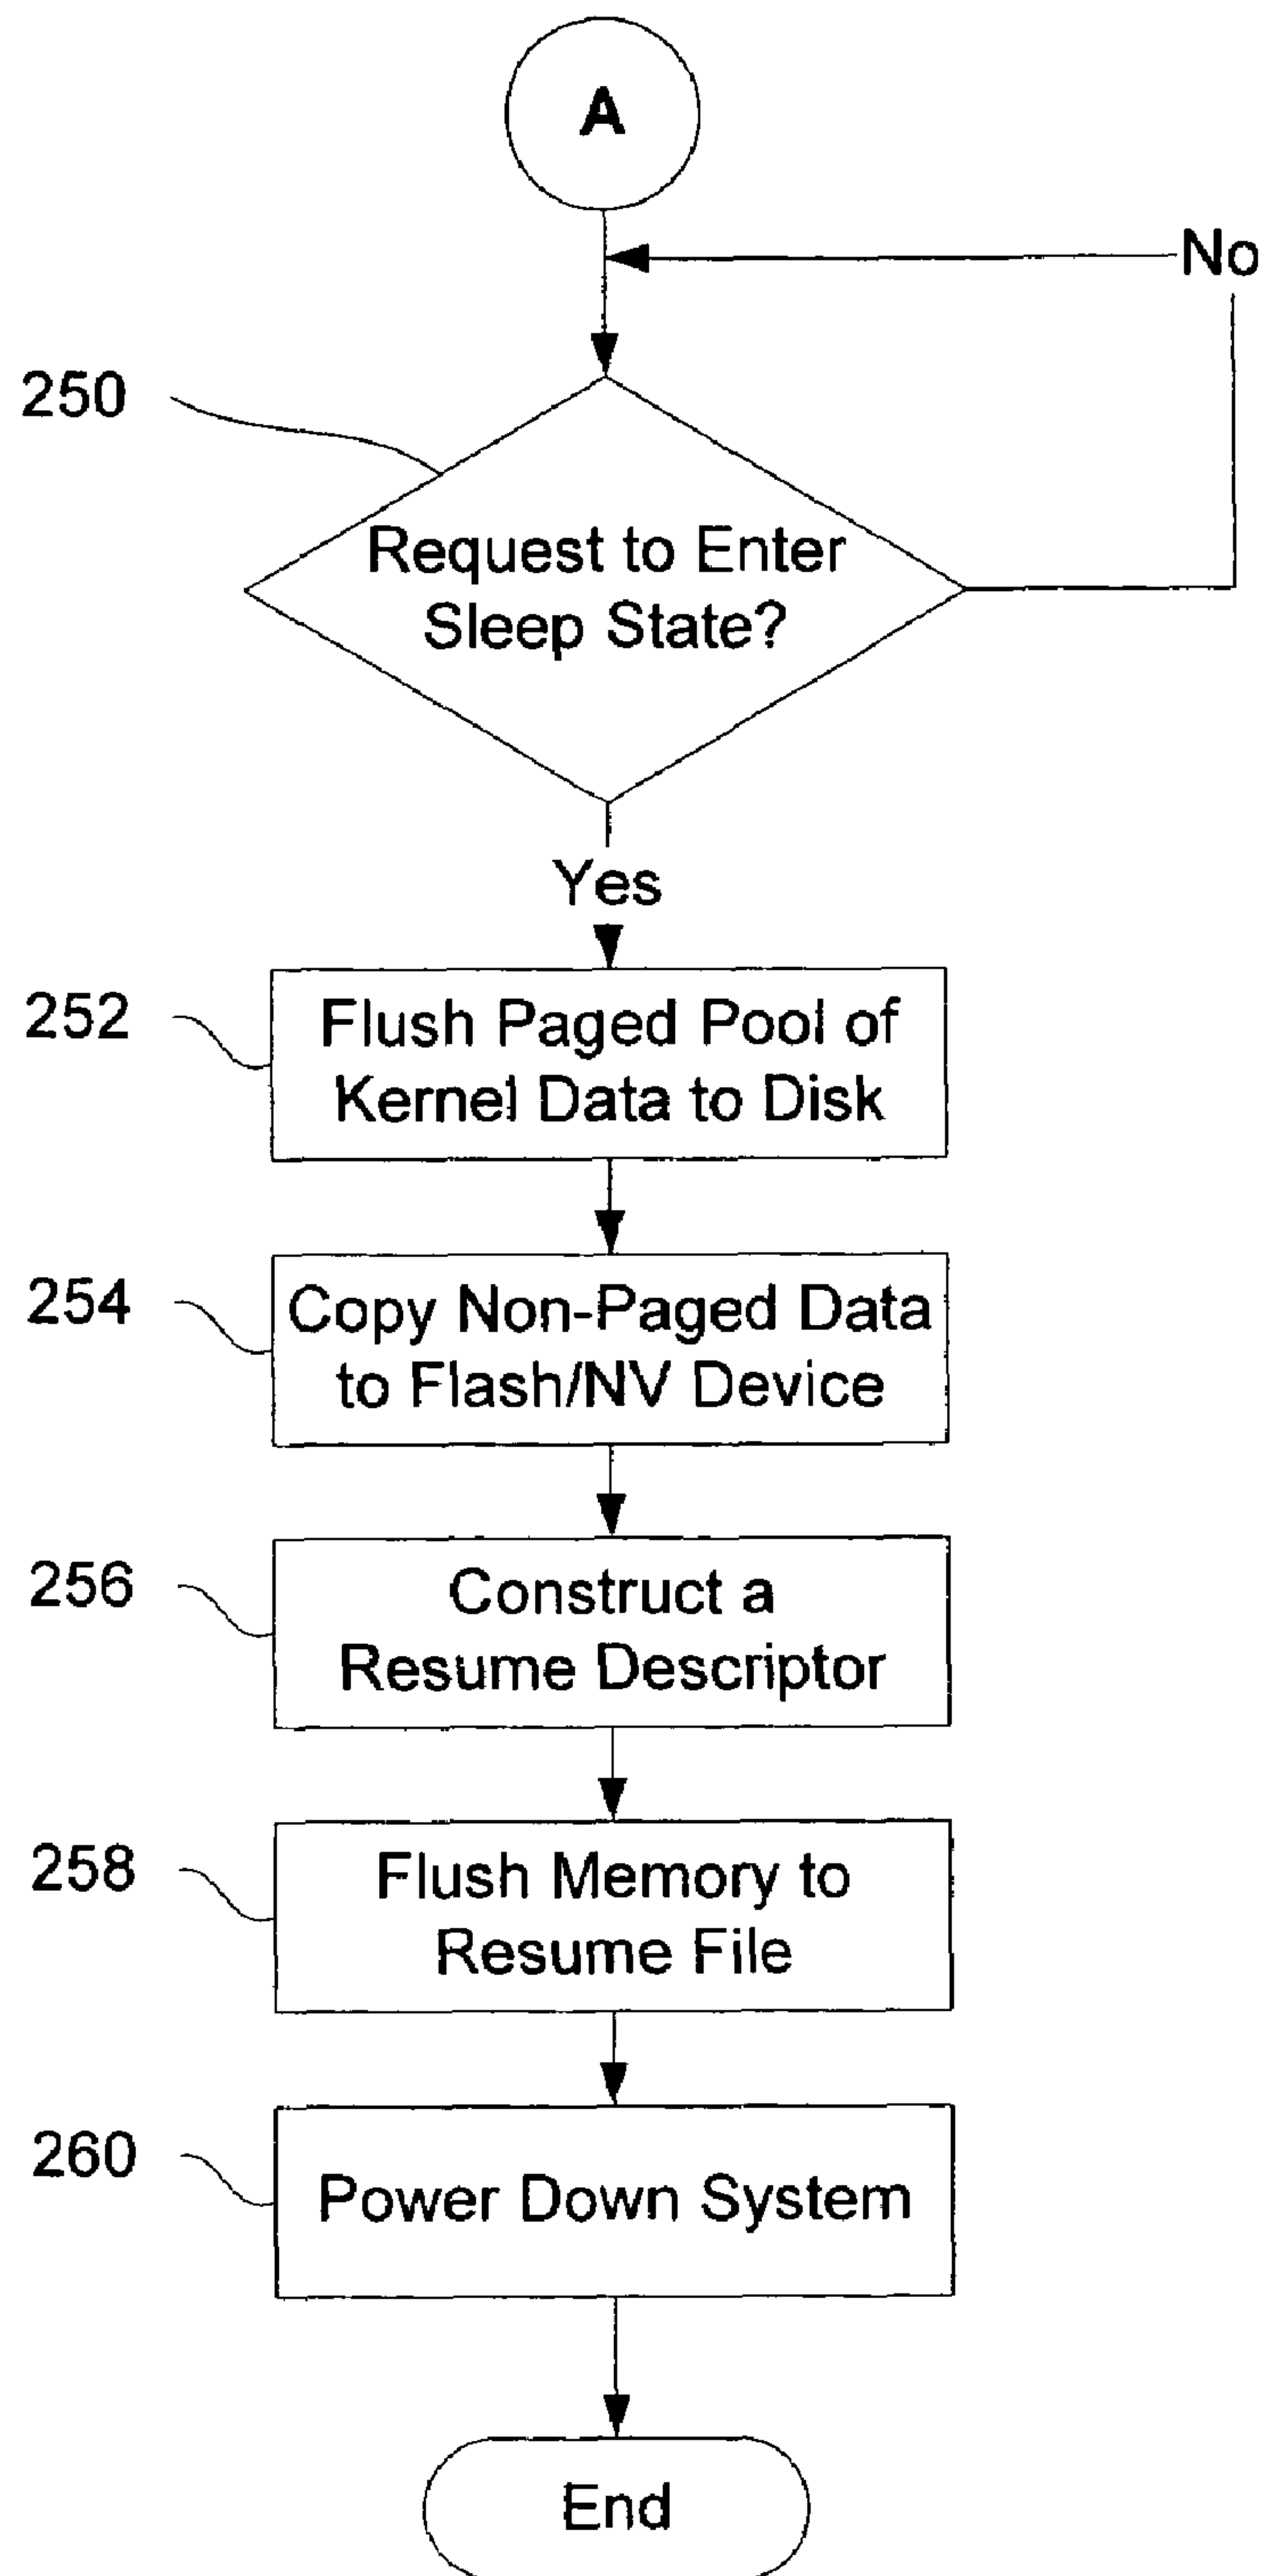 A
No
250
Request to Enter
Sleep State?
Yes
252
Flush Paged Pool of
Kernel Data to Disk
254
Copy Non-Paged Data
to Flash/NV Device
256
Construct a
Resume Descriptor
258
Flush Memory to
Resume File
260
Power Down System
End